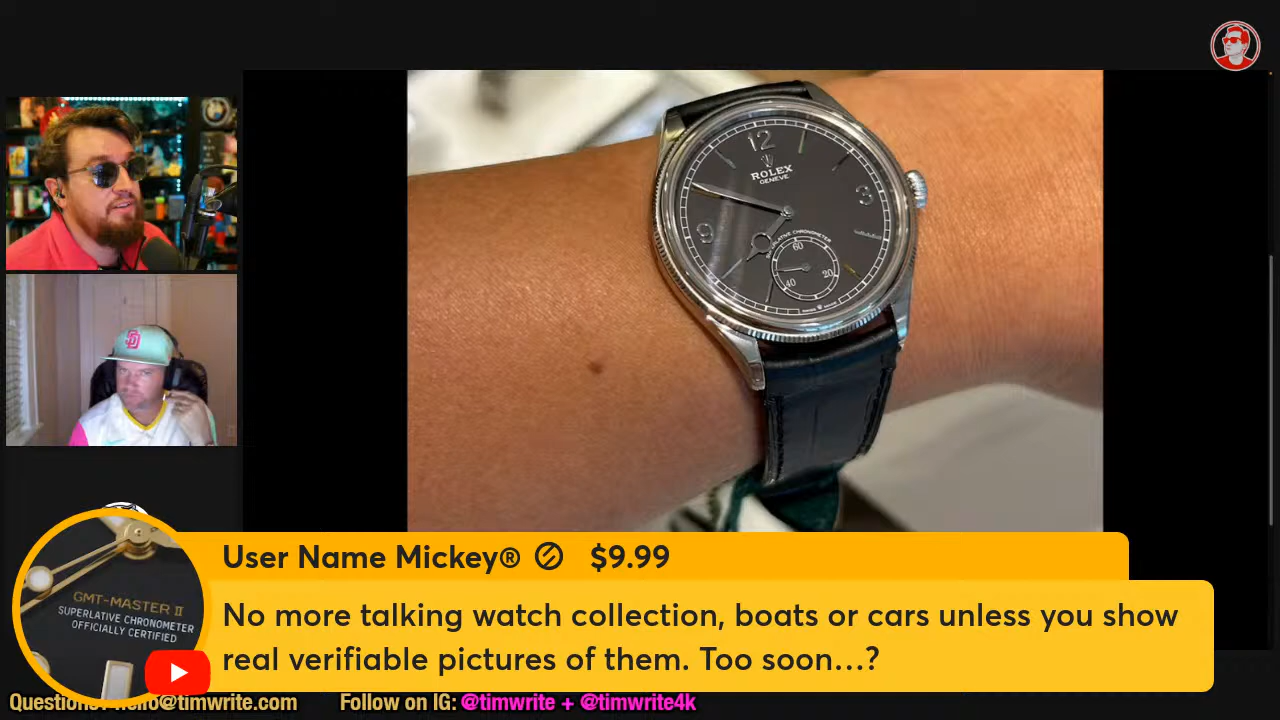 12
ROLEX
GENEVE
3
9
60
20
40
SD
User Name Mickey® $9.99
No more talking watch collection, boats or cars unless you show
real verifiable pictures of them. Too soon...?
GMT-MASTER II
SUPERLATIVE CHRONOMETER
OFFICIALLY CERTIFIED
Follow on IG: @timwrite + @timwrite4k